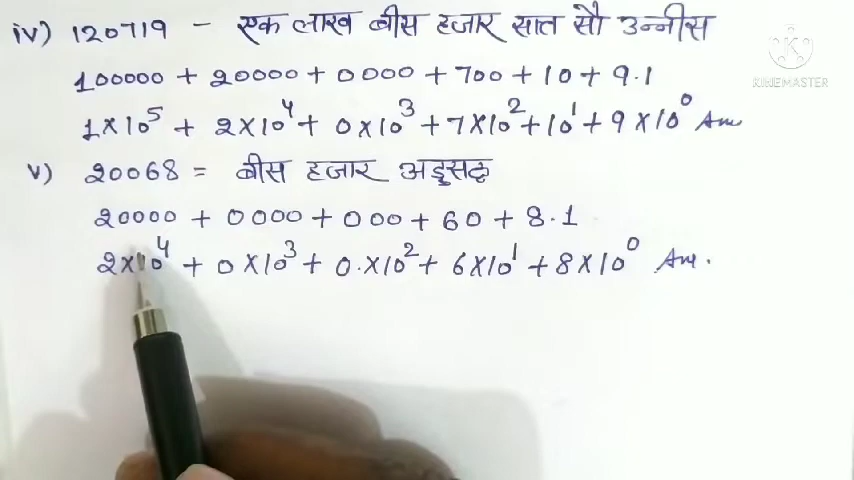 iv) 120719 - एक लाख बीस हजार सात सौ उन्नीस
100000 + 20000 + 0000 + 700 + 10 + 9.1
1×10⁵ + 2×10⁴ + 0×10³ + 7×10² + 10¹ + 9×10⁰ Ans
v) 20068 = बीस हजार अड़सठ
20000 + 0000 + 000 + 60 + 8.1
2×10⁴ + 0×10³ + 0.×10² + 6×10¹ + 8×10⁰ Ans.
KINEMASTER